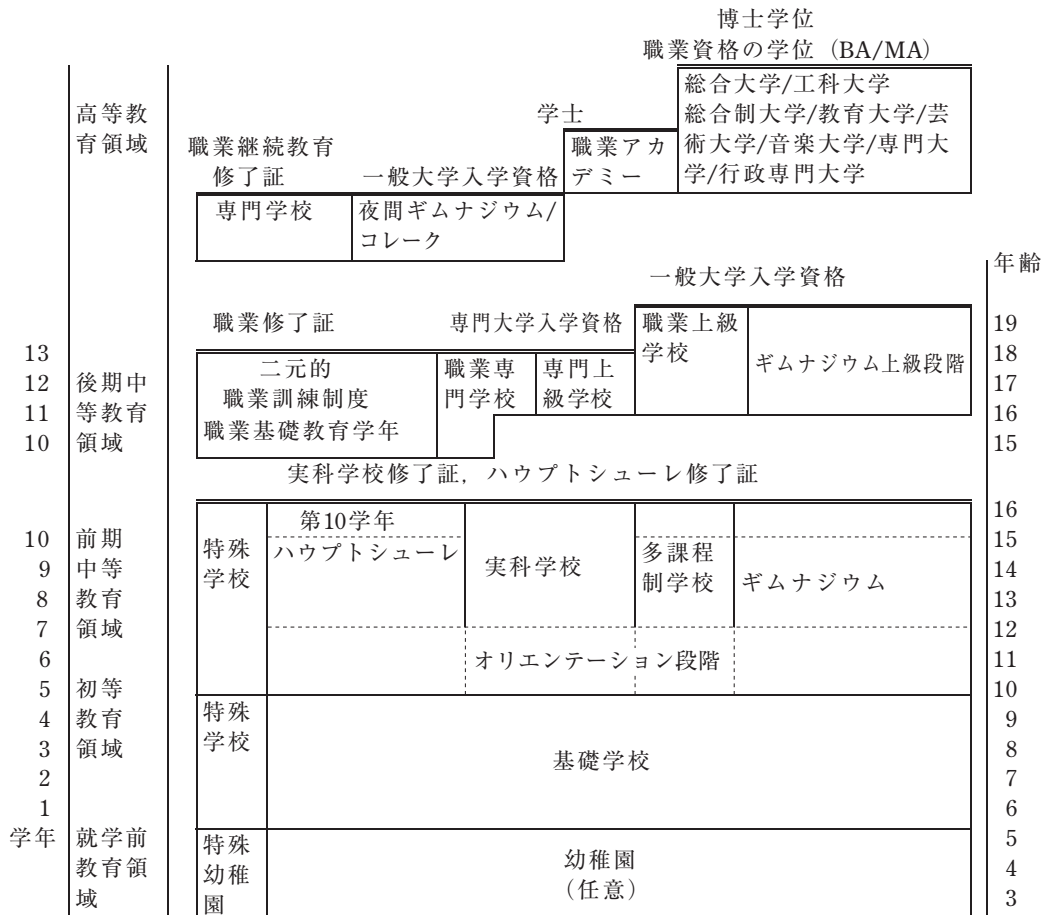 博士学位
職業資格の学位（BA/MA）
高等教
育領域
総合大学/工科大学
総合制大学/教育大学/芸
術大学/音楽大学/専門大
学/行政専門大学
学士
職業アカ
デミー
職業継続教育
修了証
一般大学入学資格
専門学校
夜間ギムナジウム/
コレーク
年齢
一般大学入学資格
職業修了証
専門大学入学資格
職業上級
学校
ギムナジウム上級段階
19
18
17
16
15
13
12
11
10
後期中
等教育
領域
二元的
職業訓練制度
職業基礎教育学年
職業専
門学校
専門上
級学校
実科学校修了証，ハウプトシューレ修了証
16
15
14
13
12
11
10
9
8
7
6
5
4
3
10
9
8
7
6
5
4
3
2
1
学年
前期
中等
教育
領域
初等
教育
領域
就学前
教育領
域
特殊
学校
第10学年
ハウプトシューレ
実科学校
多課程
制学校
ギムナジウム
オリエンテーション段階
特殊
学校
基礎学校
特殊
幼稚
園
幼稚園
（任意）